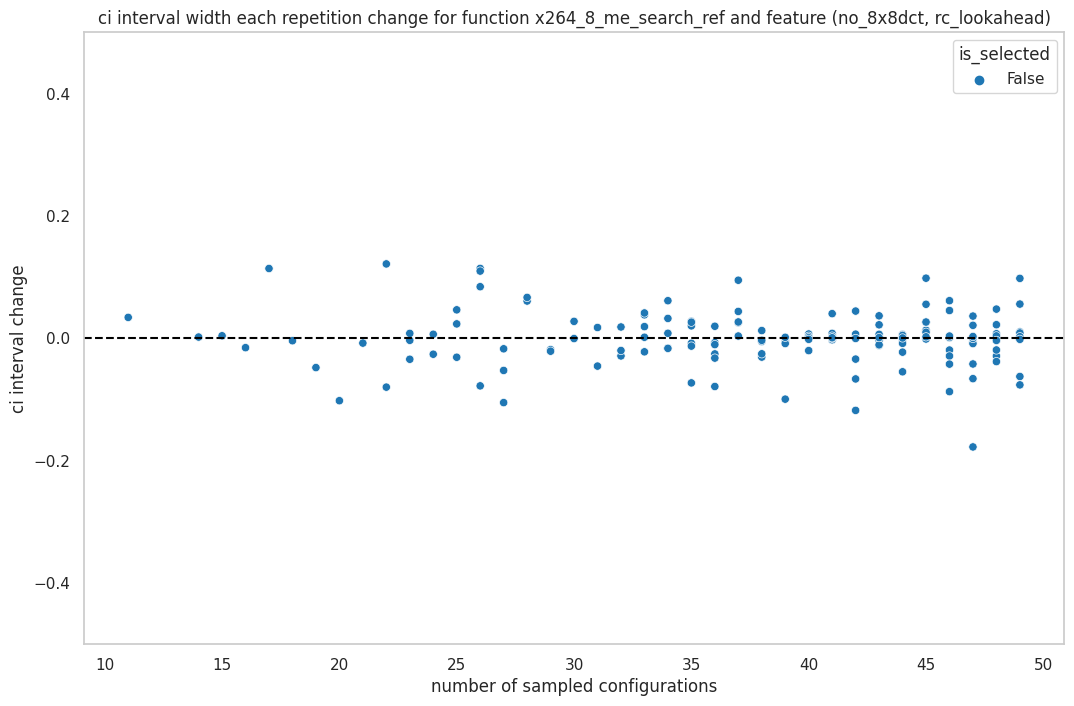 ci interval width each repetition change for function x264_8_me_search_ref and feature (no_8x8dct, rc_lookahead)
is_selected
False
ci interval change
0.4
0.2
0.0
−0.2
−0.4
10 15 20 25 30 35 40 45 50
number of sampled configurations